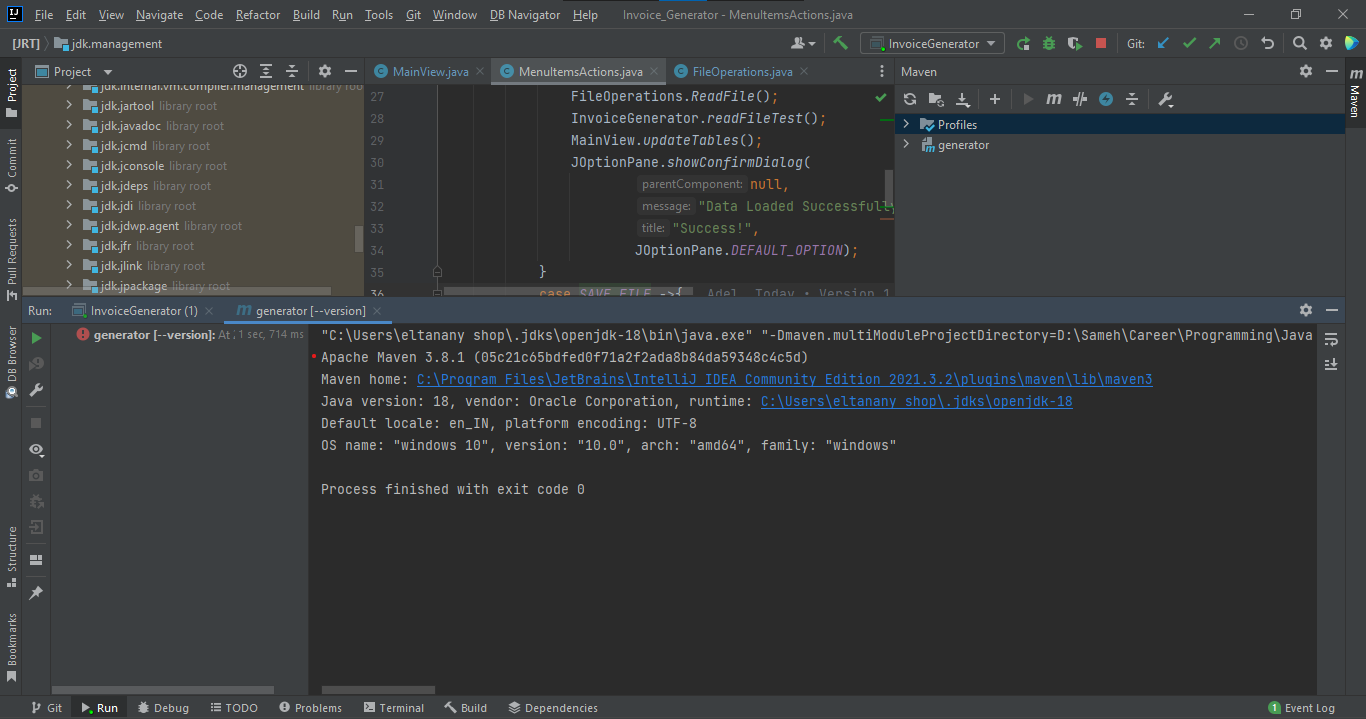 File Edit View Navigate Code Refactor Build Run Tools Git Window DB Navigator Help Invoice_Generator - MenuItemsActions.java
[JRT] jdk.management
InvoiceGenerator
Git:
Project
MainView.java
MenuItemsActions.java
FileOperations.java
Maven
jdk.internal.vm.compiler.management library root
jdk.jartool library root
jdk.javadoc library root
jdk.jcmd library root
jdk.jconsole library root
jdk.jdeps library root
jdk.jdi library root
jdk.jdwp.agent library root
jdk.jfr library root
jdk.jlink library root
jdk.jpackage library root
27 FileOperations.ReadFile();
28 InvoiceGenerator.readFileTest();
29 MainView.updateTables();
30 JOptionPane.showConfirmDialog(
31 parentComponent: null,
32 message: "Data Loaded Successfully
33 title: "Success!",
34 JOptionPane.DEFAULT_OPTION);
35 }
36 case SAVE_FILE ->{ Adel, Today • Version 1
Profiles
generator
Project
Commit
Pull Requests
DB Browser
Structure
Bookmarks
Maven
Run: InvoiceGenerator (1) generator [--version]
generator [--version]: At 1 sec, 714 ms
"C:\Users\eltanany shop\.jdks\openjdk-18\bin\java.exe" "-Dmaven.multiModuleProjectDirectory=D:\Sameh\Career\Programming\Java
Apache Maven 3.8.1 (05c21c65bdfed0f71a2f2ada8b84da59348c4c5d)
Maven home: C:\Program Files\JetBrains\IntelliJ IDEA Community Edition 2021.3.2\plugins\maven\lib\maven3
Java version: 18, vendor: Oracle Corporation, runtime: C:\Users\eltanany shop\.jdks\openjdk-18
Default locale: en_IN, platform encoding: UTF-8
OS name: "windows 10", version: "10.0", arch: "amd64", family: "windows"
Process finished with exit code 0
Git Run Debug TODO Problems Terminal Build Dependencies 1 Event Log